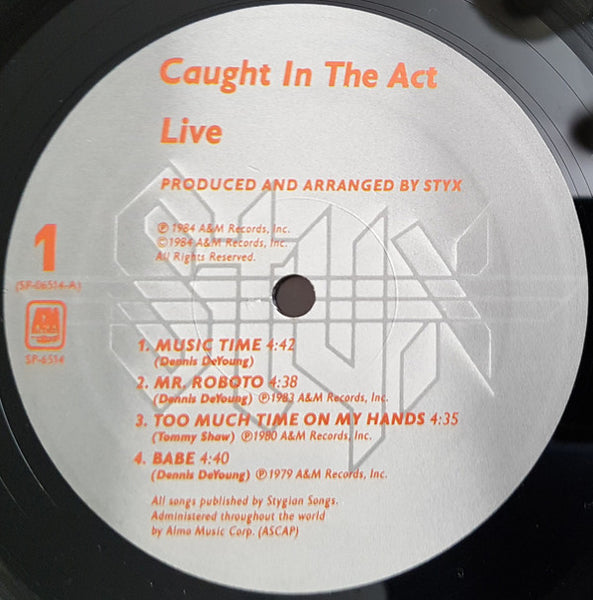 Caught In The Act
Live
PRODUCED AND ARRANGED BY STYX
℗ 1984 A&M Records, Inc.
© 1984 A&M Records, Inc.
All Rights Reserved.
1
(SP-06514-A)
A&M
SP-6514
STYX
1. MUSIC TIME 4:42
(Dennis DeYoung)
2. MR. ROBOTO 4:38
(Dennis DeYoung) ℗1983 A&M Records, Inc.
3. TOO MUCH TIME ON MY HANDS 4:35
(Tommy Shaw) ℗1980 A&M Records, Inc.
4. BABE 4:40
(Dennis DeYoung) ℗1979 A&M Records, Inc.
All songs published by Stygian Songs.
Administered throughout the world
by Almo Music Corp. (ASCAP)